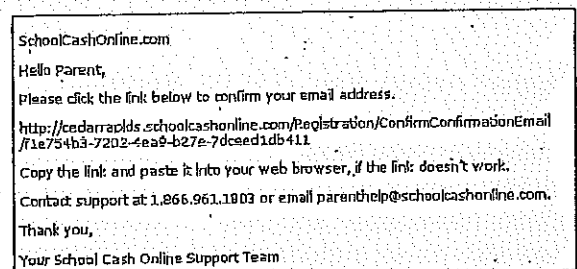 SchoolCashOnline.com
Hello Parent,
Please click the link below to confirm your email address.
http://cedarrapids.schoolcashonline.com/Registration/ConfirmConfirmationEmail
/f1e754b3-7202-4ea9-b27e-7dceed1db411
Copy the link and paste it into your web browser, if the link doesn't work.
Contact support at 1.866.961.1803 or email parenthelp@schoolcashonline.com.
Thank you,
Your School Cash Online Support Team